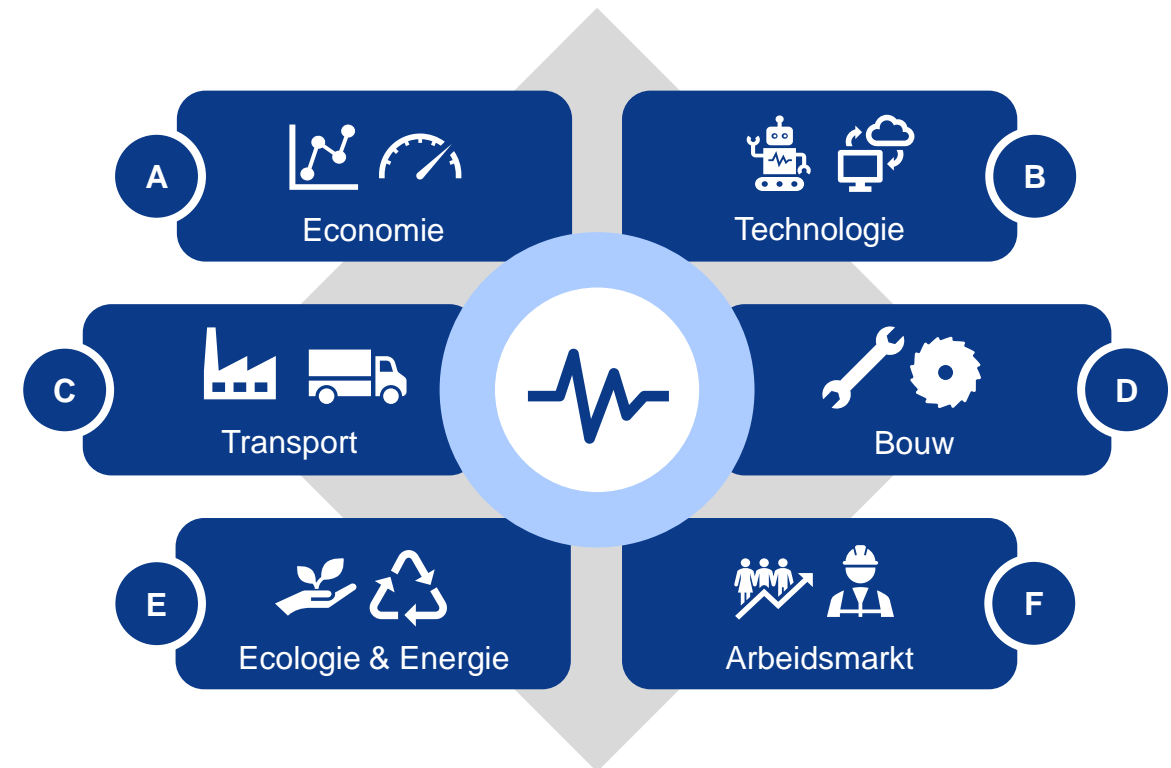 A
Economie
B
Technologie
C
Transport
D
Bouw
E
Ecologie & Energie
F
Arbeidsmarkt